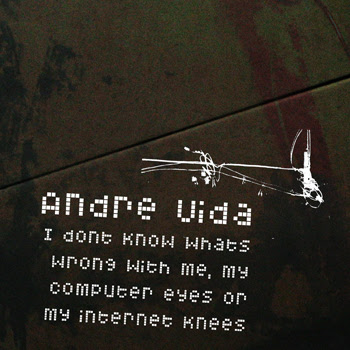 Andre Vida
I dont know whats
wrong with me, my
computer eyes or
my internet knees